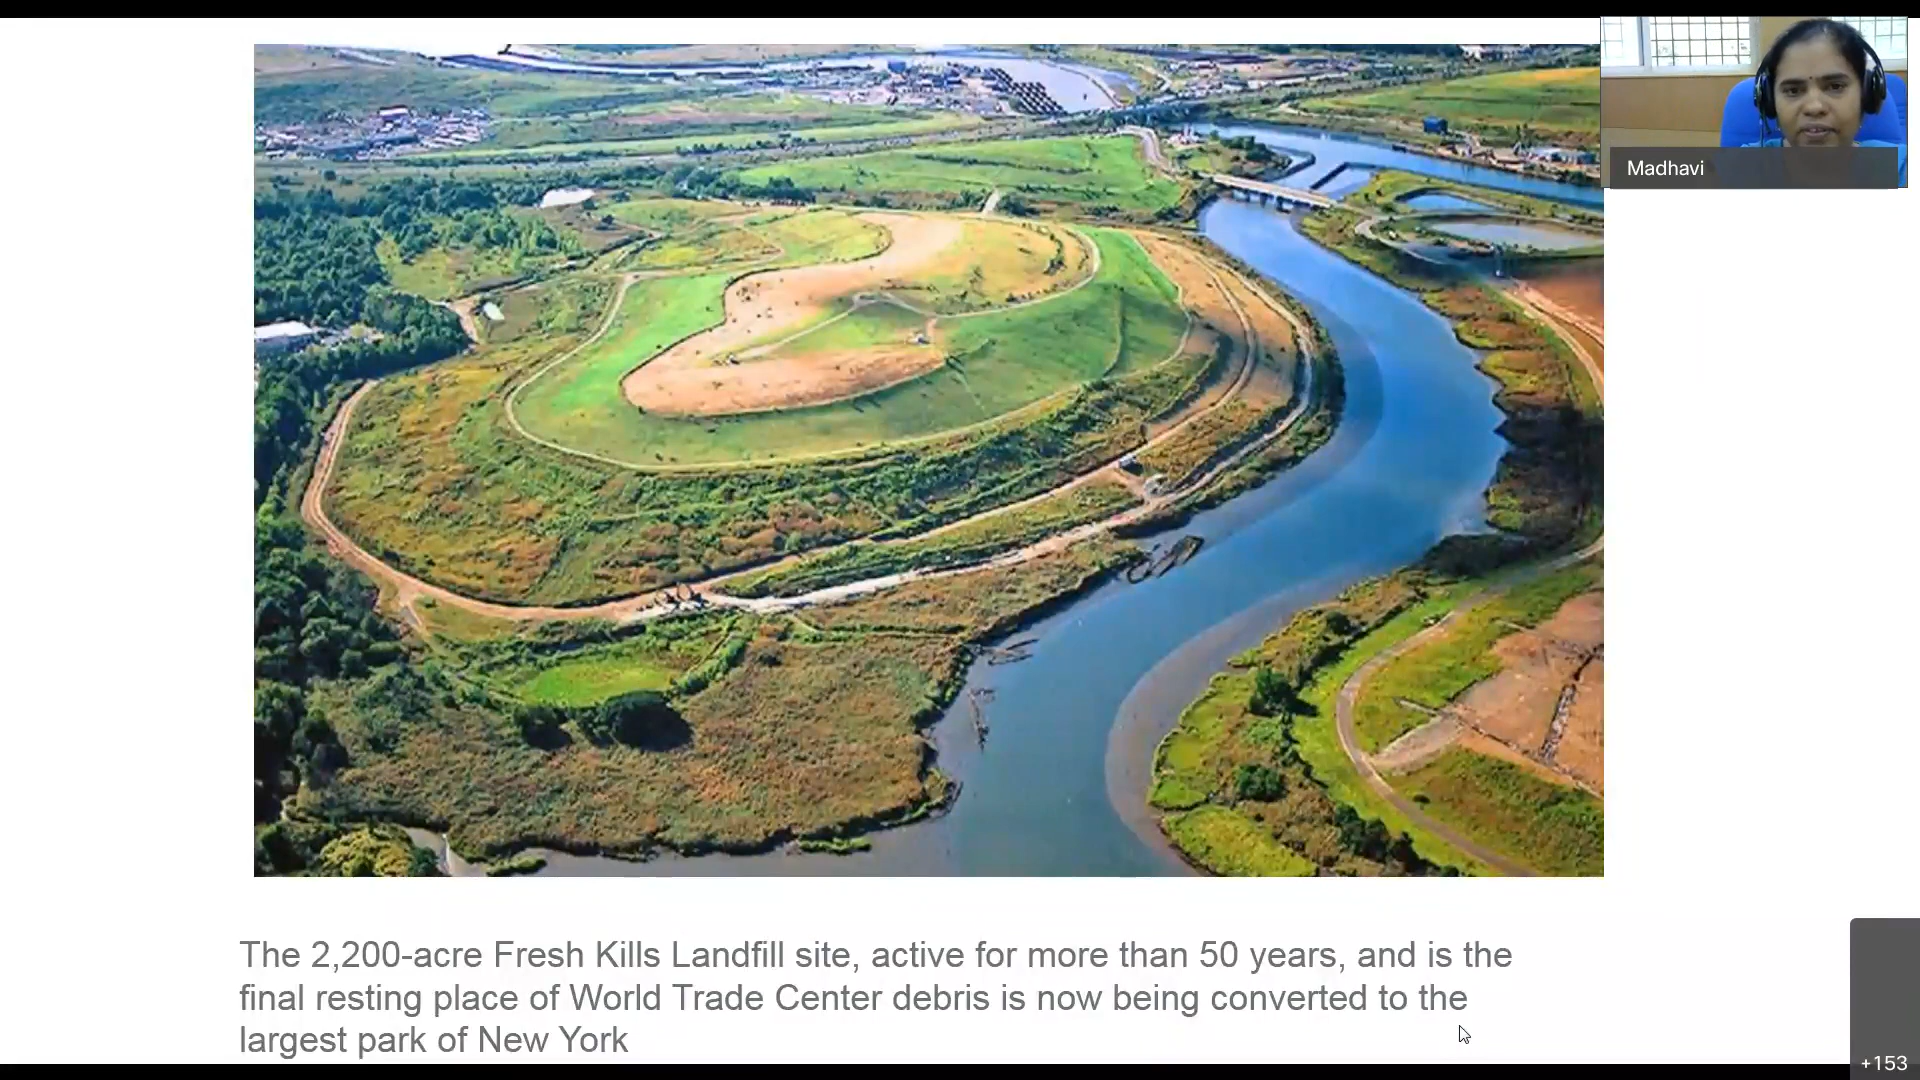 Madhavi
The 2,200-acre Fresh Kills Landfill site, active for more than 50 years, and is the
final resting place of World Trade Center debris is now being converted to the
largest park of New York
+153